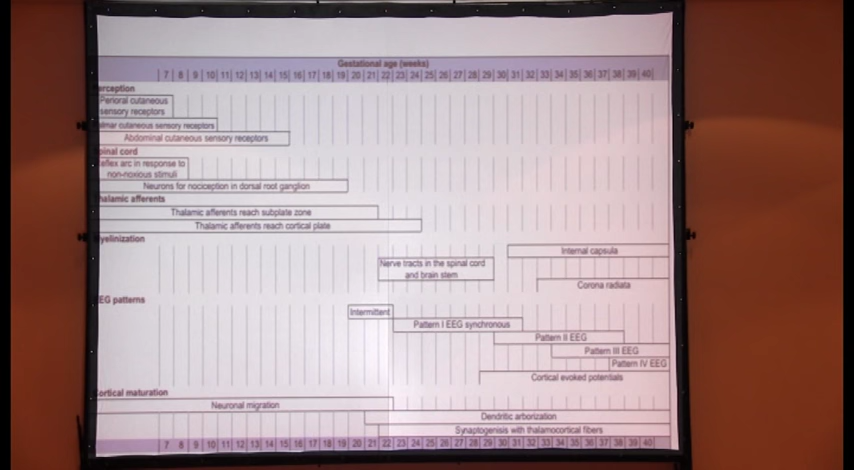 Gestational age (weeks)
7 8 9 10 11 12 13 14 15 16 17 18 19 20 21 22 23 24 25 26 27 28 29 30 31 32 33 34 35 36 37 38 39 40
erception
Perioral cutaneous
sensory receptors
almar cutaneous sensory receptors
Abdominal cutaneous sensory receptors
pinal cord
eflex arc in response to
non-noxious stimuli
Neurons for nociception in dorsal root ganglion
halamic afferents
Thalamic afferents reach subplate zone
Thalamic afferents reach cortical plate
yelinization
Internal capsula
Nerve tracts in the spinal cord
and brain stem
Corona radiata
EG patterns
Intermittent
Pattern I EEG synchronous
Pattern II EEG
Pattern III EEG
Pattern IV EEG
Cortical evoked potentials
ortical maturation
Neuronal migration
Dendritic arborization
Synaptogenisis with thalamocortical fibers
7 8 9 10 11 12 13 14 15 16 17 18 19 20 21 22 23 24 25 26 27 28 29 30 31 32 33 34 35 36 37 38 39 40